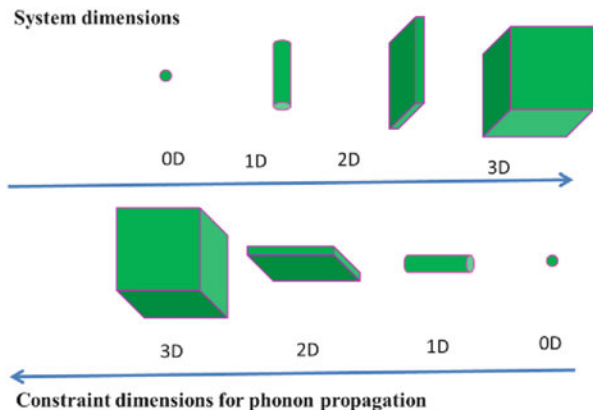 System dimensions
0D 1D 2D 3D
3D 2D 1D 0D
Constraint dimensions for phonon propagation